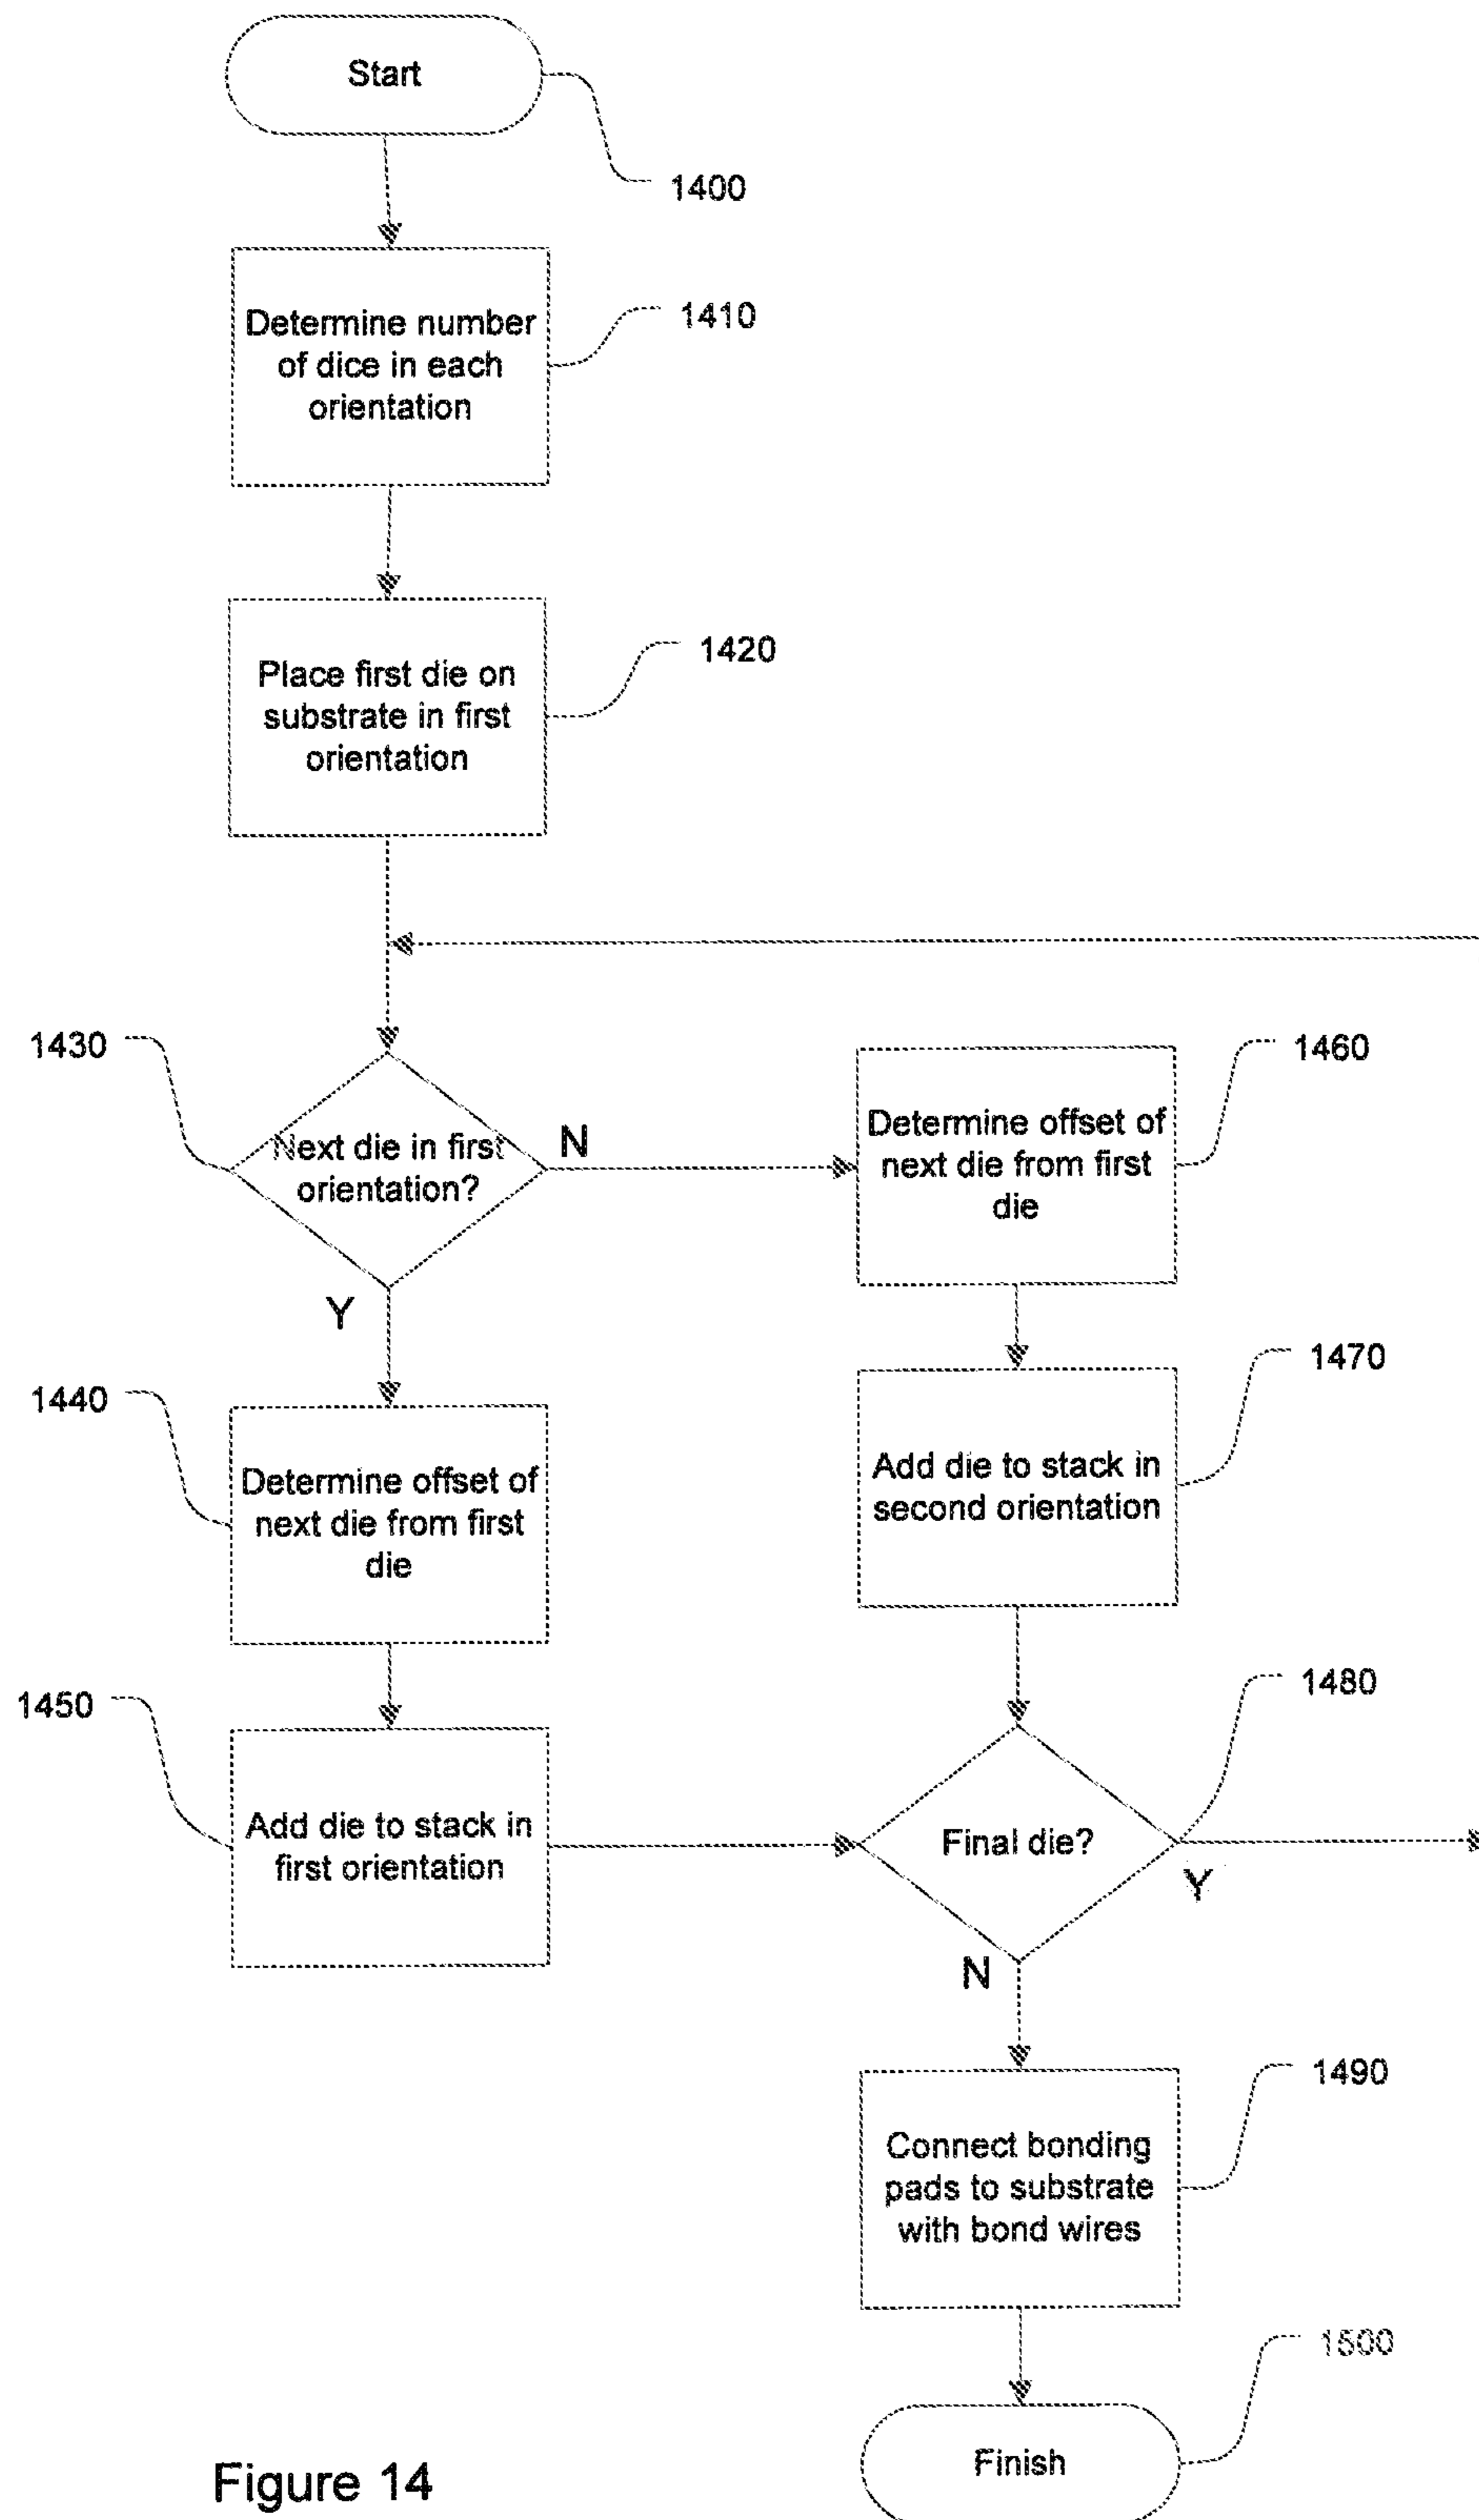 Start
1400
Determine number
of dice in each
orientation
1410
Place first die on
substrate in first
orientation
1420
1430
Next die in first
orientation?
N
Y
1460
Determine offset of
next die from first
die
1440
Determine offset of
next die from first
die
1470
Add die to stack in
second orientation
1450
Add die to stack in
first orientation
1480
Final die?
Y
N
1490
Connect bonding
pads to substrate
with bond wires
1500
Finish
Figure 14